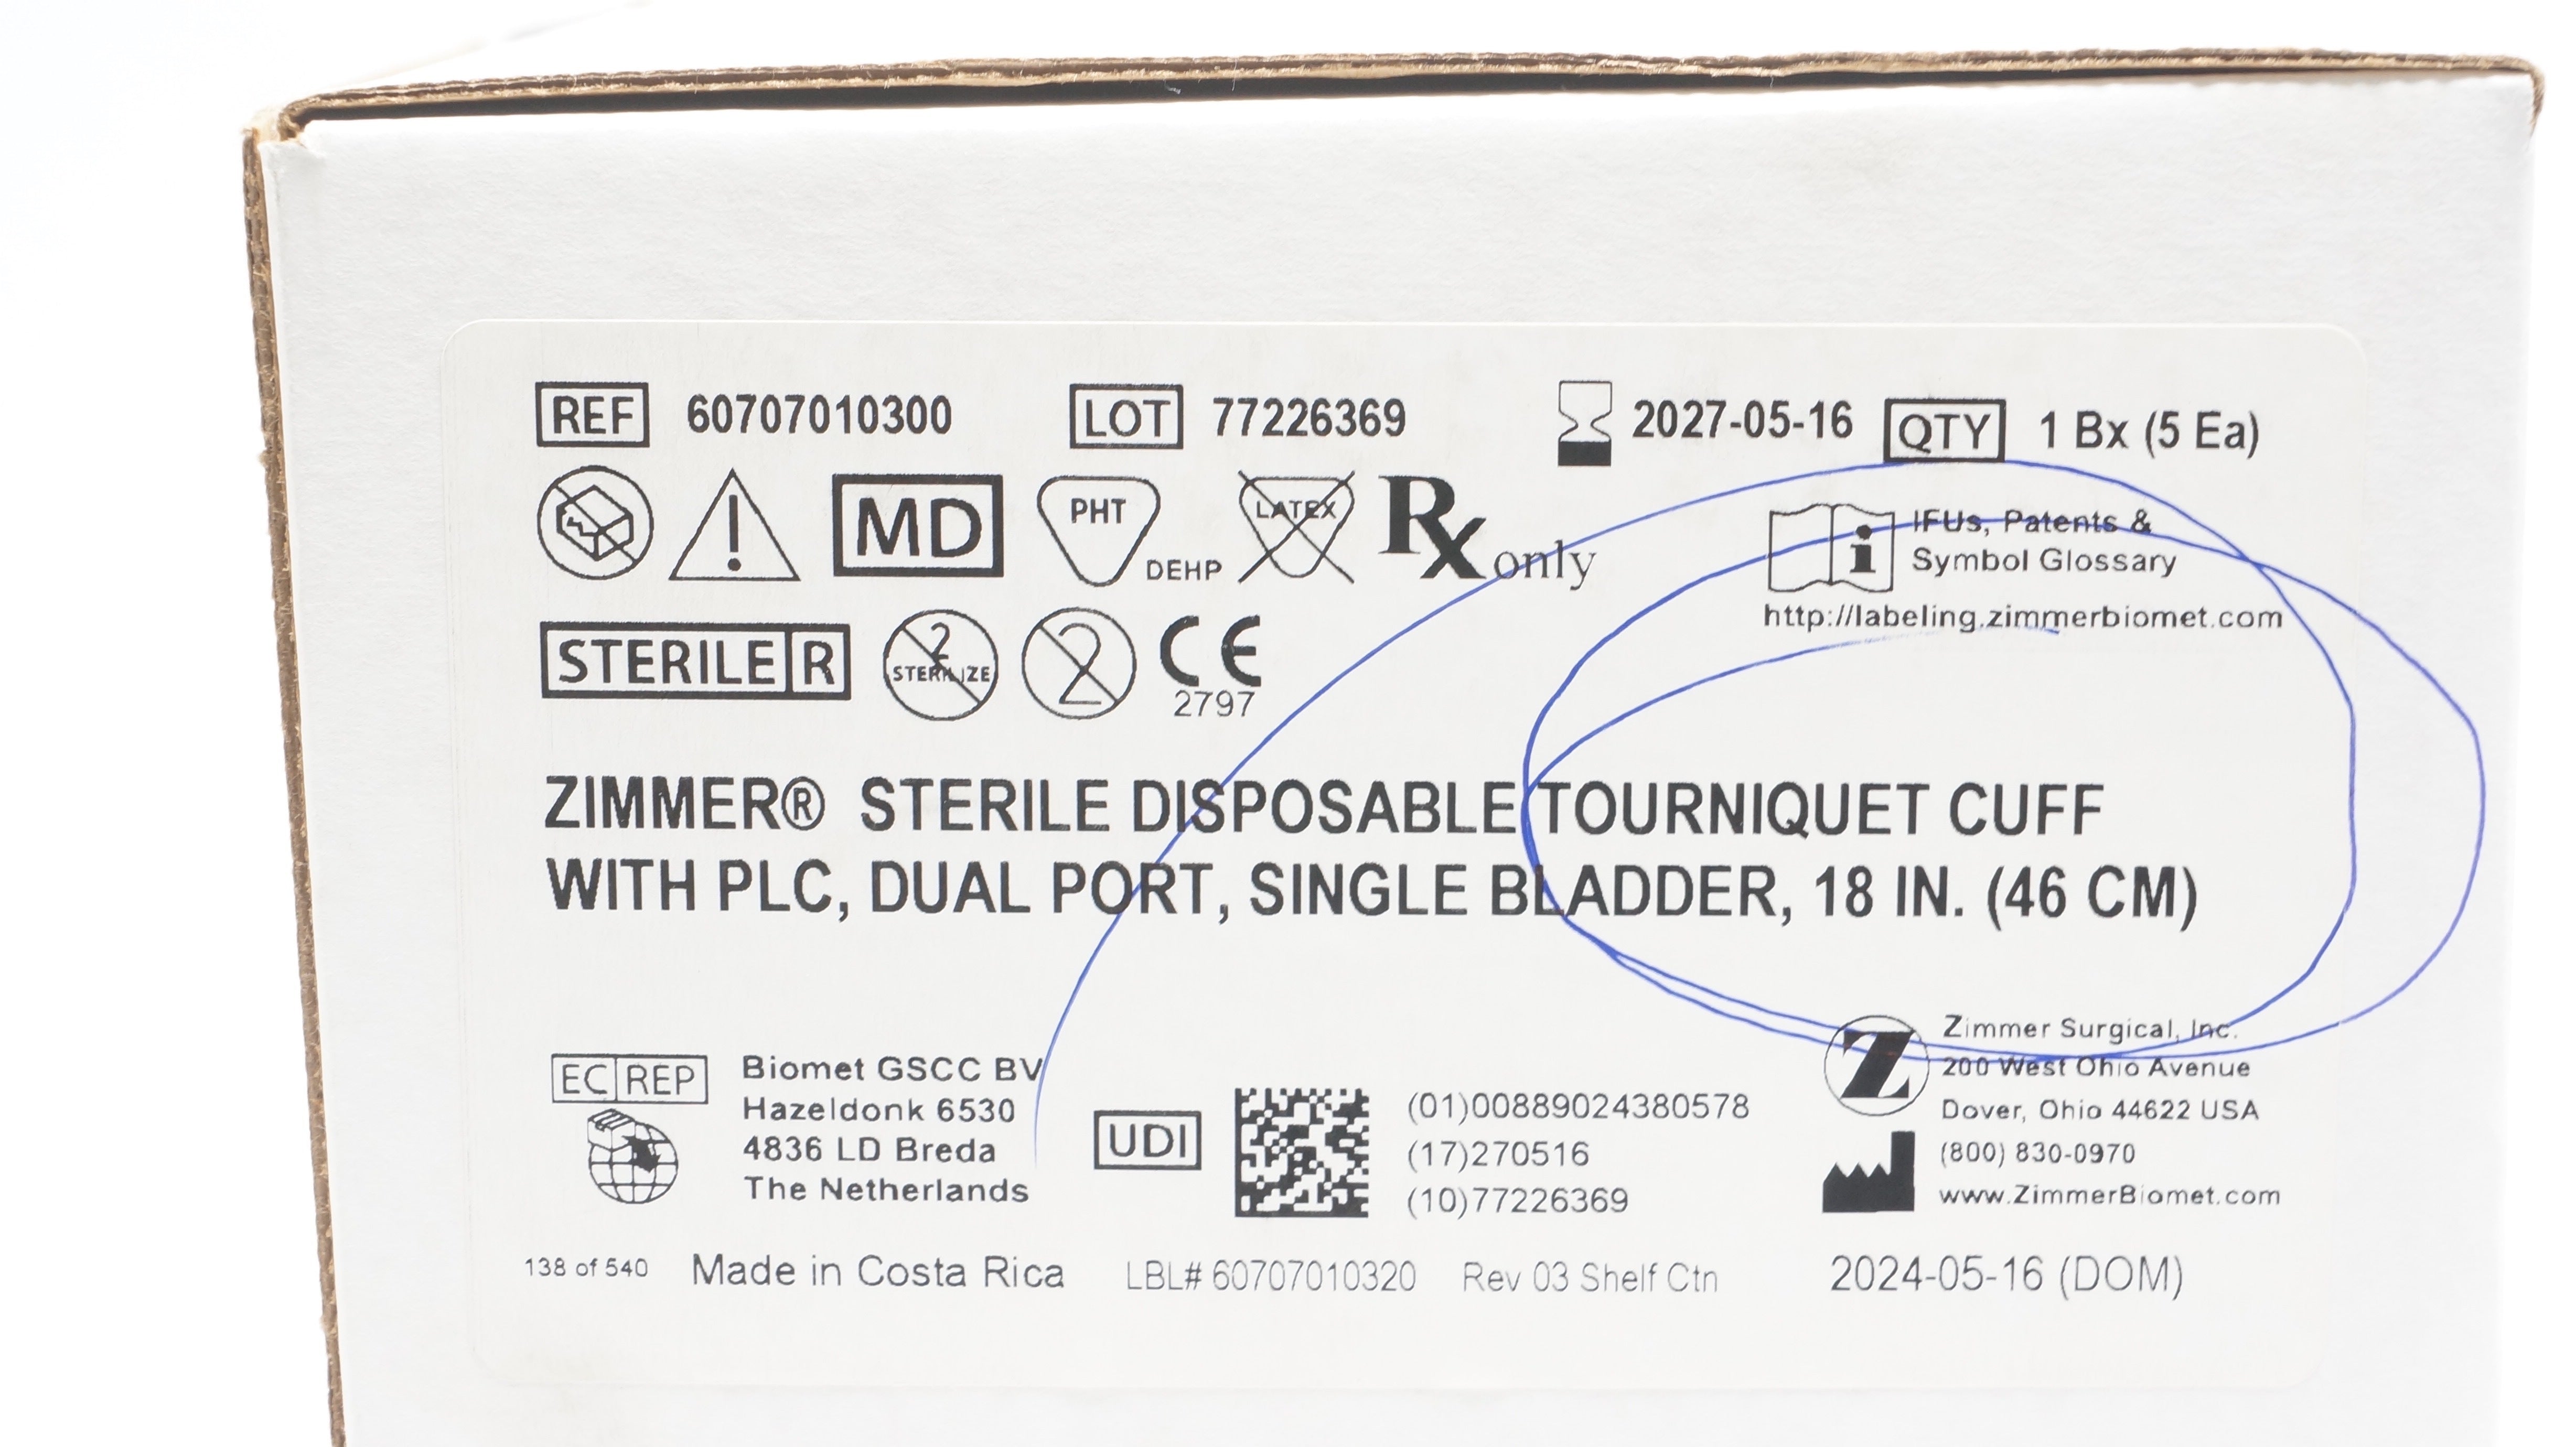 REF 60707010300 LOT 77226369 2027-05-16 QTY 1 Bx (5 Ea)
MD PHT DEHP LATEX Rx only
IFUs, Patents &
Symbol Glossary
http://labeling.zimmerbiomet.com
STERILE R 2 STERILIZE 2 CE
2797
ZIMMER® STERILE DISPOSABLE TOURNIQUET CUFF
WITH PLC, DUAL PORT, SINGLE BLADDER, 18 IN. (46 CM)
EC REP
Biomet GSCC BV
Hazeldonk 6530
4836 LD Breda
The Netherlands
UDI
(01)00889024380578
(17)270516
(10)77226369
Z
Zimmer Surgical, Inc.
200 West Ohio Avenue
Dover, Ohio 44622 USA
(800) 830-0970
www.ZimmerBiomet.com
138 of 540 Made in Costa Rica LBL# 60707010320 Rev 03 Shelf Ctn 2024-05-16 (DOM)